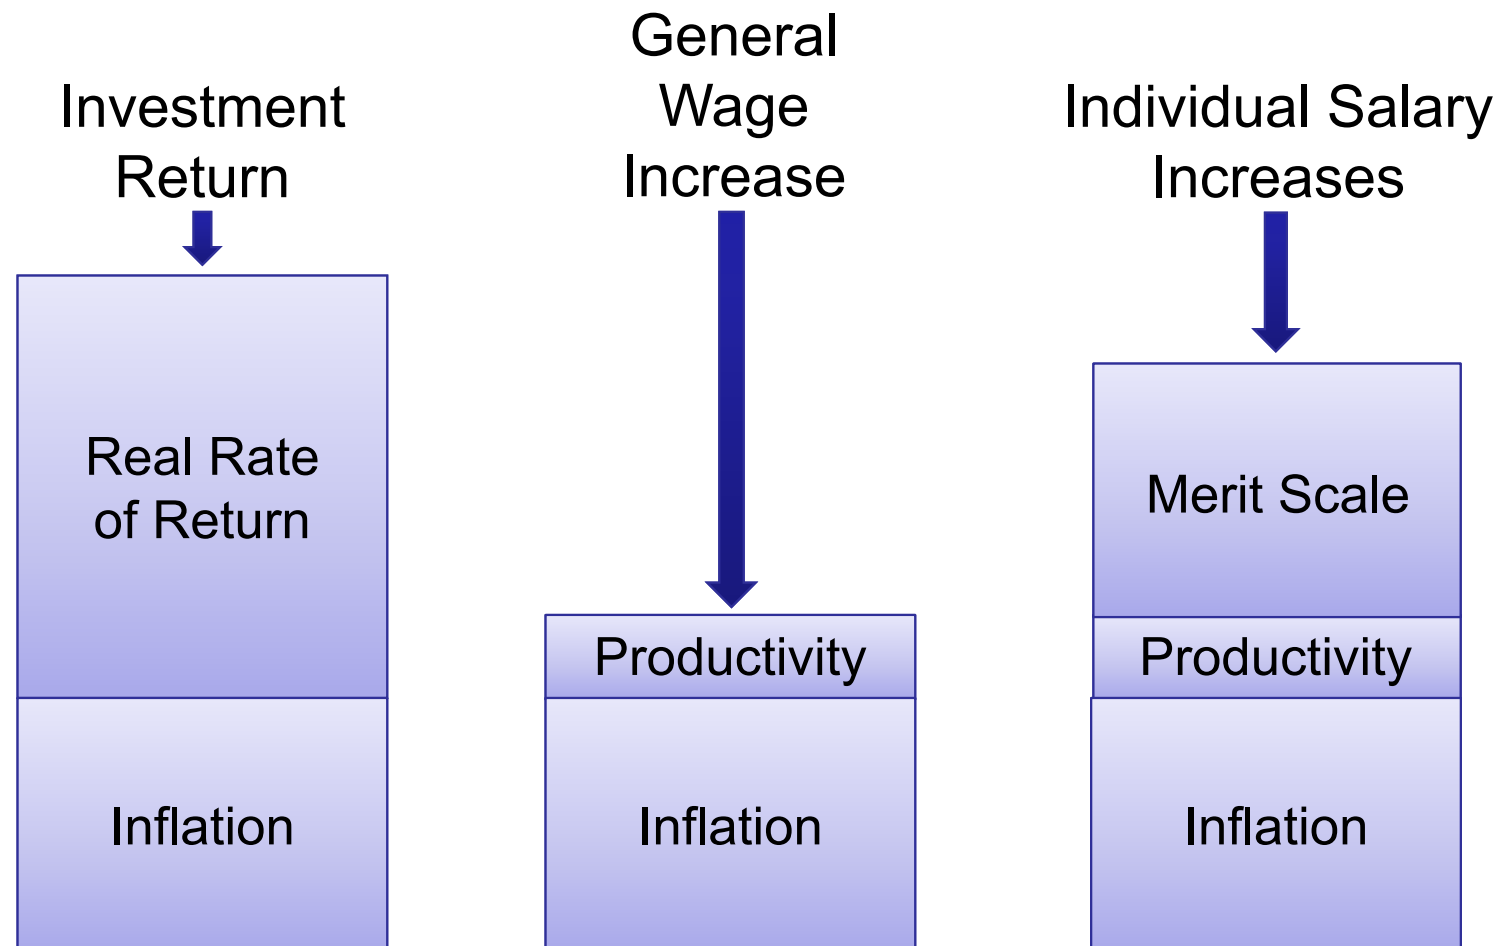 Investment
Return
General
Wage
Increase
Individual Salary
Increases
Real Rate
of Return
Inflation
Productivity
Inflation
Merit Scale
Productivity
Inflation